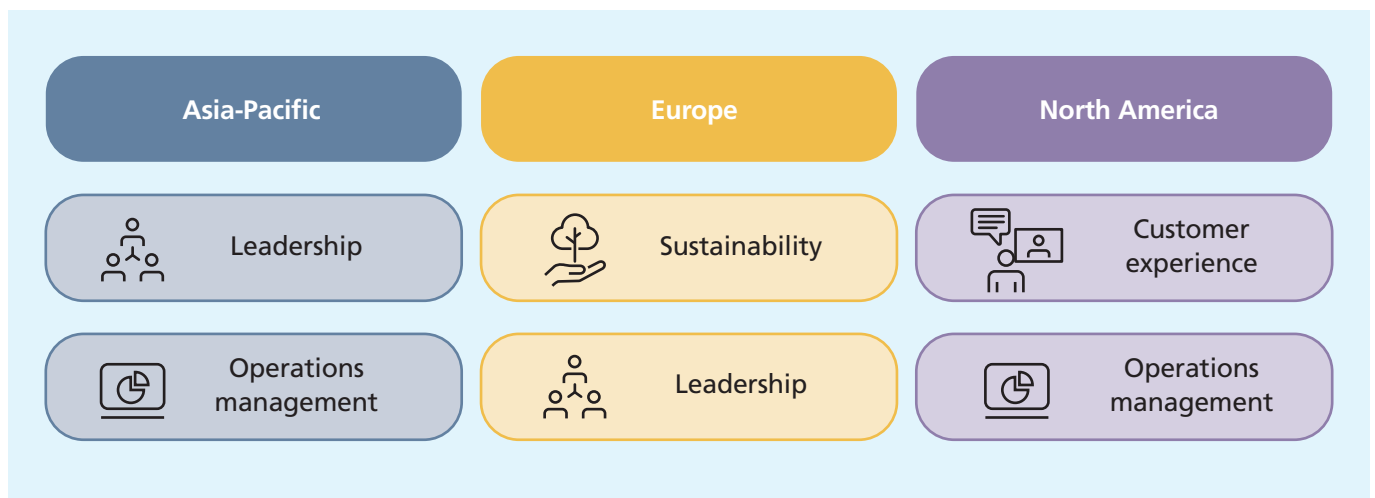 Asia-Pacific
Europe
North America
Leadership
Sustainability
Customer
experience
Operations
management
Leadership
Operations
management